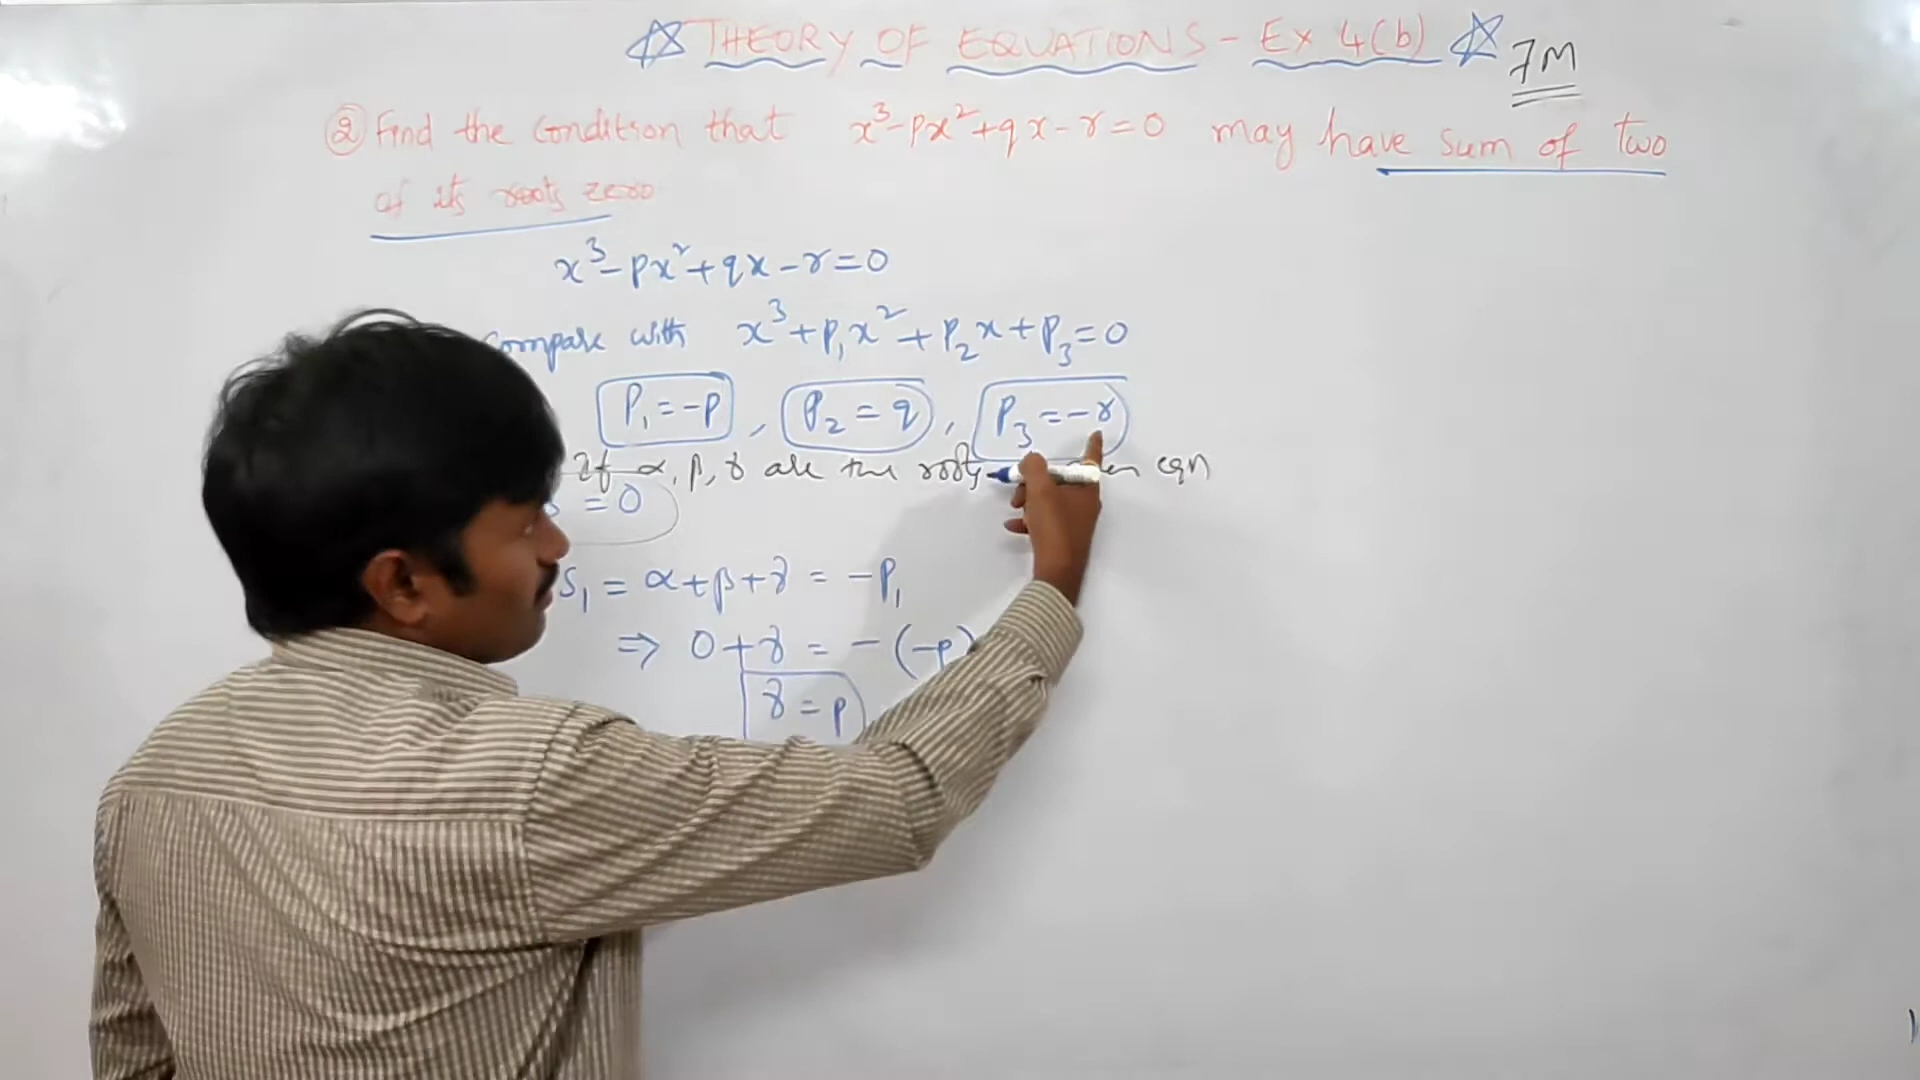 THEORY OF EQUATIONS - Ex 4(b)
7M
② Find the condition that x³-px²+qx-r=0 may have sum of two
of its roots zero
x³-px²+qx-r=0
Compare with x³+p₁x²+p₂x+p₃=0
P₁=-p, P₂=q, P₃=-r
If α, β, γ are the roots eqn
=0
S₁ = α+β+γ = -P₁
⇒ 0+γ = -(-p)
γ=p